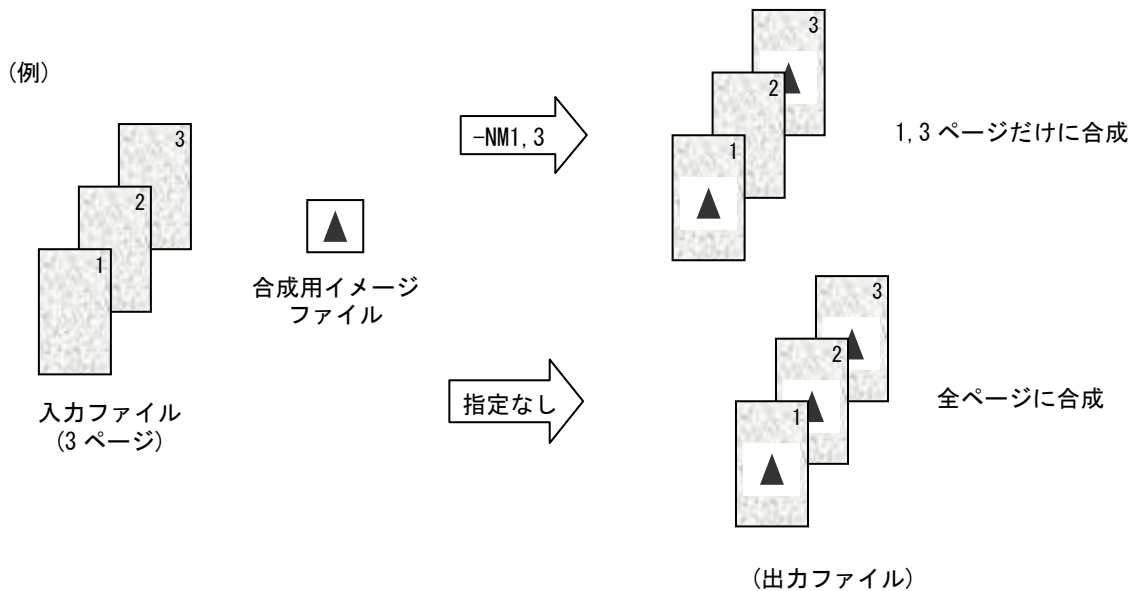 (例)
3
2
1
入力ファイル
(3 ページ)
合成用イメージ
ファイル
-NM1, 3
3
2
1
1, 3 ページだけに合成
指定なし
3
2
1
全ページに合成
(出力ファイル)